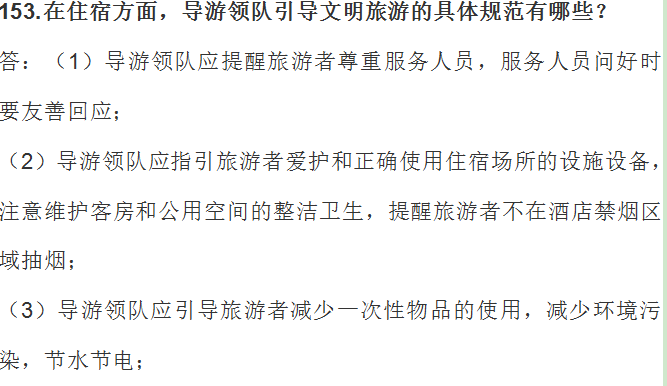 153.在住宿方面，导游领队引导文明旅游的具体规范有哪些？
答：（1）导游领队应提醒旅游者尊重服务人员，服务人员问好时
要友善回应；
（2）导游领队应指引旅游者爱护和正确使用住宿场所的设施设备，
注意维护客房和公用空间的整洁卫生，提醒旅游者不在酒店禁烟区
域抽烟；
（3）导游领队应引导旅游者减少一次性物品的使用，减少环境污
染，节水节电；